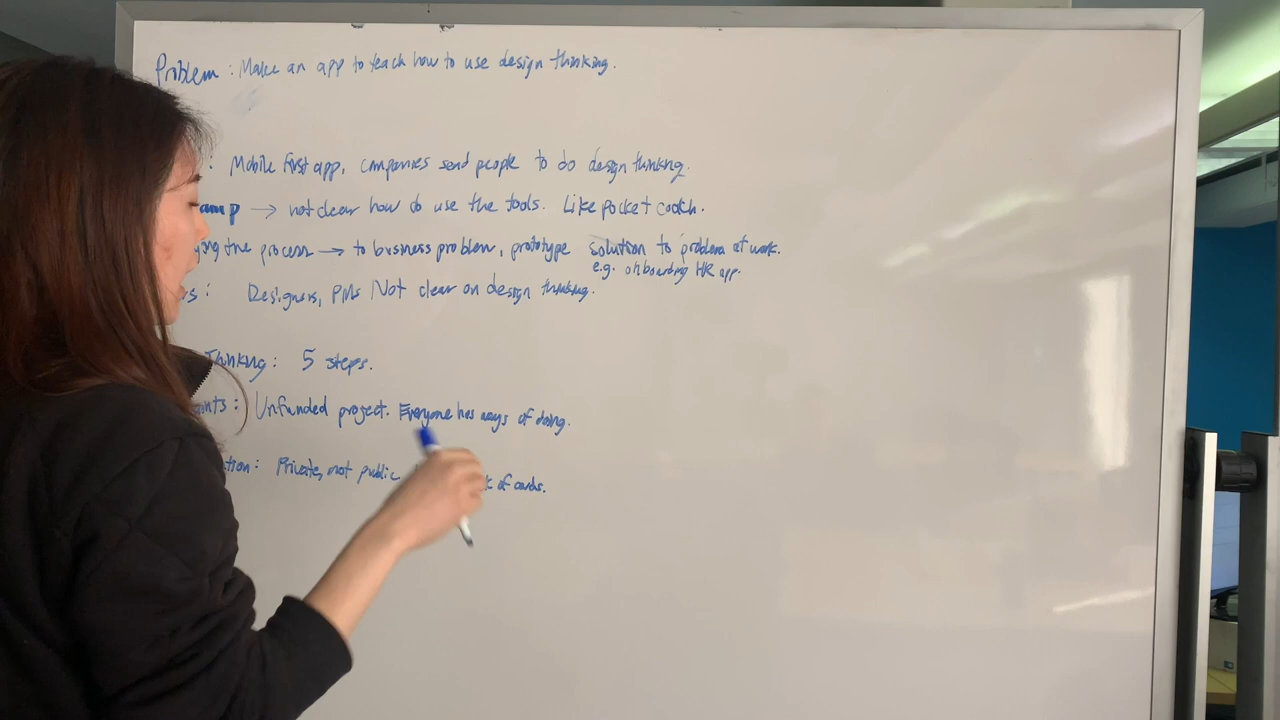 Problem: Make an app to teach how to use design thinking.
: Mobile first app, companies send people to do design thinking.
amp → not clear how do use the tools. Like pocket coach.
ying the process → to business problem, prototype solution to problem at work.
e.g. onboarding HR app.
rs: Designers, PMs Not clear on design thinking.
Thinking: 5 steps.
aints: Unfunded project. Everyone has ways of doing.
tion: Private, not public of cards.